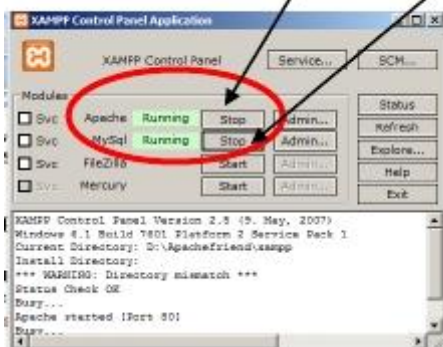 XAMPP Control Panel Application
XAMPP Control Panel
Service...
SCM...
Modules
Svc Apache Running Stop Admin...
Svc MySql Running Stop Admin...
Svc FileZilla Start Admin...
Svc Mercury Start Admin...
Status
Refresh
Explore...
Help
Exit
XAMPP Control Panel Version 2.5 (9. May, 2007)
Windows 6.1 Build 7601 Platform 2 Service Pack 1
Current Directory: D:\Apachefriend\xampp
Install Directory:
*** WARNING: Directory mismatch ***
Status Check OK
Busy...
Apache started [Port 80]
Busy...